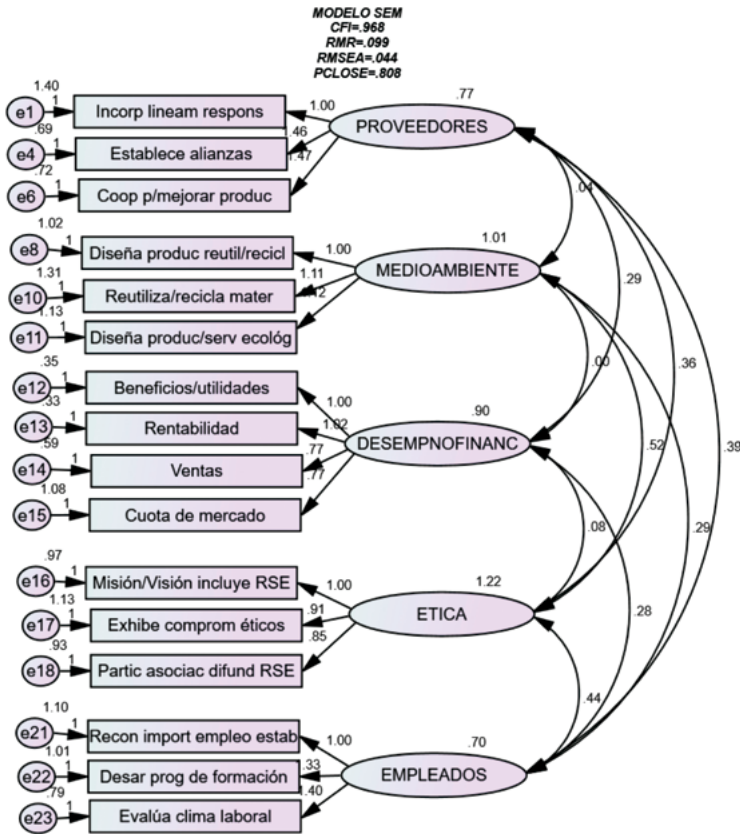 MODELO SEM
CFI=.968
RMR=.099
RMSEA=.044
PCLOSE=.808
1.40
e1 1 Incorp lineam respons 1.00 PROVEEDORES .77
.69
e4 1 Establece alianzas .46
.72
e6 1 Coop p/mejorar produc 1.47
.04
1.02
e8 1 Diseña produc reutil/recicl 1.00 MEDIOAMBIENTE 1.01
1.31
e10 1 Reutiliza/recicla mater 1.11
1.13
e11 1 Diseña produc/serv ecológ .12
.29
.00
.36
.35
e12 1 Beneficios/utilidades 1.00
.33
e13 1 Rentabilidad 1.02 DESEMPNOFINANC .90
.59
e14 1 Ventas .77
1.08
e15 1 Cuota de mercado .77
.52
.39
.08
.29
.97
e16 1 Misión/Visión incluye RSE 1.00 ETICA 1.22
1.13
e17 1 Exhibe comprom éticos .91
.93
e18 1 Partic asociac difund RSE .85
.28
.44
1.10
e21 1 Recon import empleo estab 1.00 EMPLEADOS .70
1.01
e22 1 Desar prog de formación .33
.79
e23 1 Evalúa clima laboral 1.40